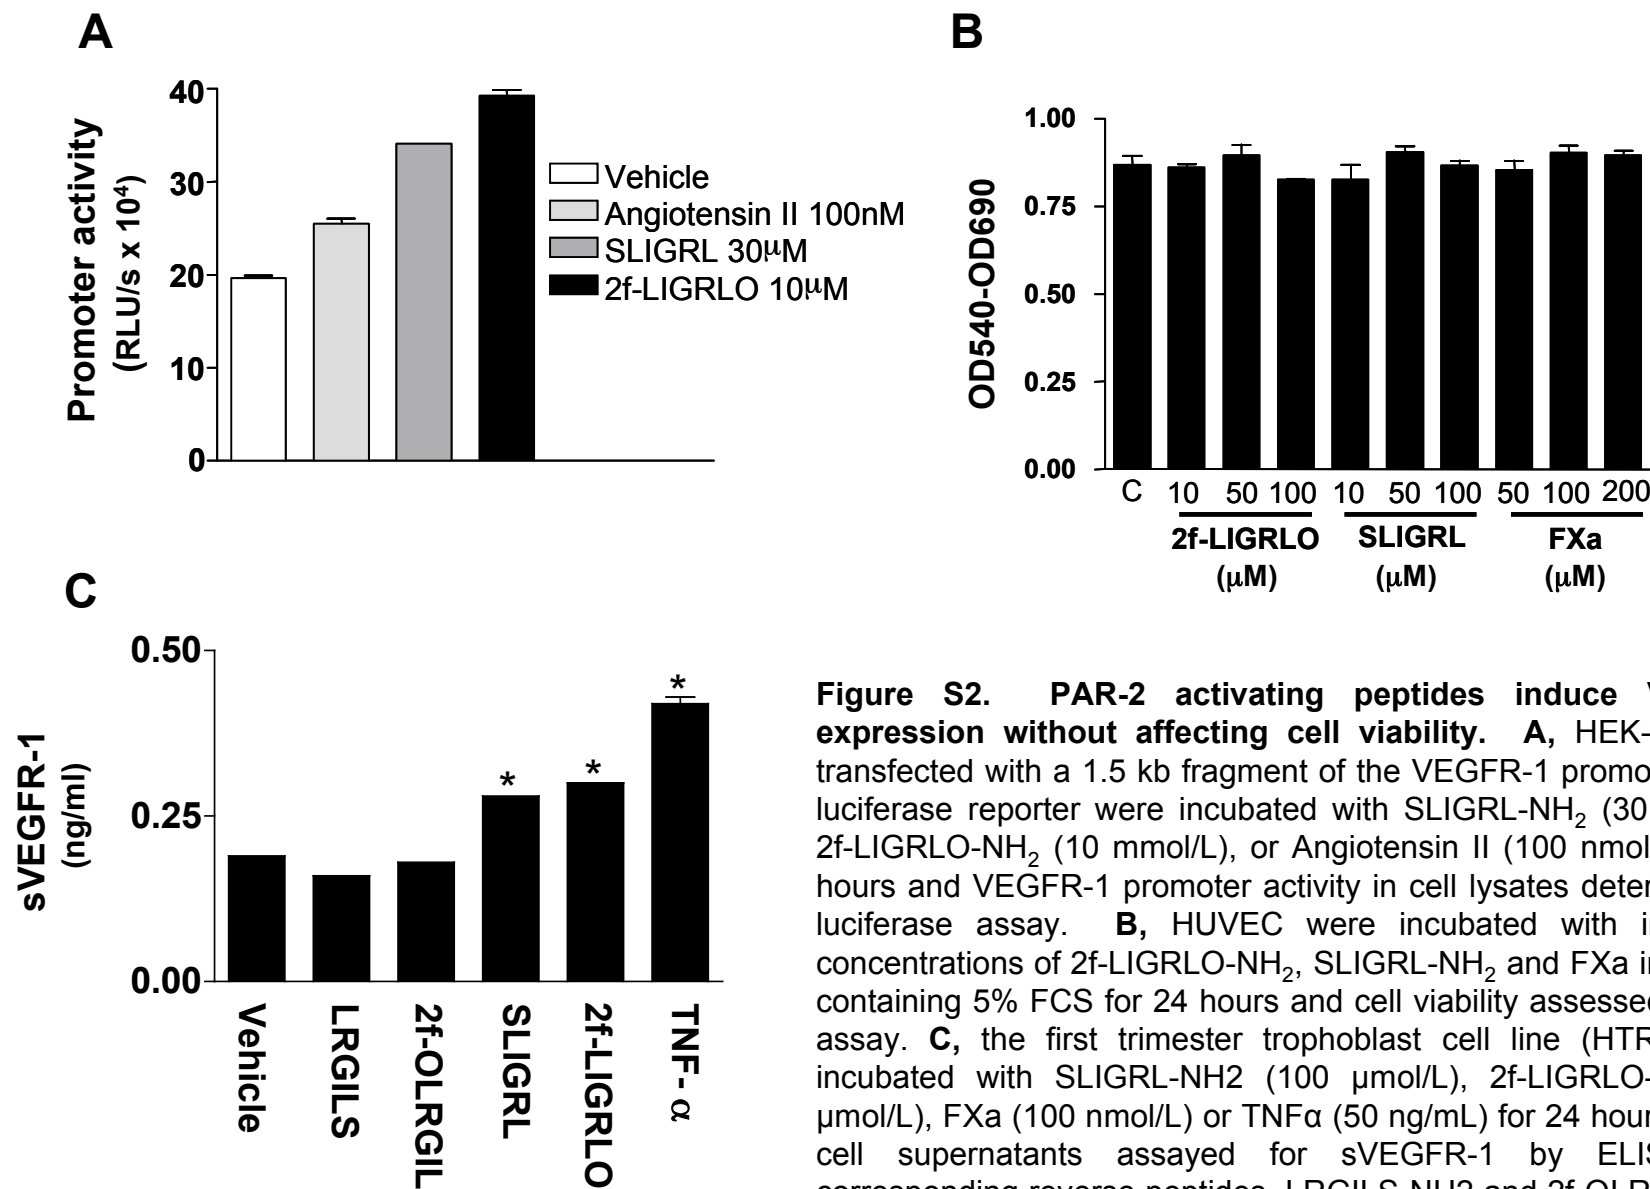 A
Promoter activity
(RLU/s x 10⁴)
40
30
20
10
0
Vehicle
Angiotensin II 100nM
SLIGRL 30μM
2f-LIGRLO 10μM
B
OD540-OD690
1.00
0.75
0.50
0.25
0.00
C 10 50 100 10 50 100 50 100 200
2f-LIGRLO SLIGRL FXa
(μM) (μM) (μM)
C
sVEGFR-1
(ng/ml)
0.50
0.25
0.00
* * *
Vehicle
LRGILS
2f-OLRGIL
SLIGRL
2f-LIGRLO
TNF-α
Figure S2. PAR-2 activating peptides induce
expression without affecting cell viability. A, HEK-
transfected with a 1.5 kb fragment of the VEGFR-1
luciferase reporter were incubated with SLIGRL-NH₂ (30
2f-LIGRLO-NH₂ (10 mmol/L), or Angiotensin II (100
hours and VEGFR-1 promoter activity in cell lysates
luciferase assay. B, HUVEC were incubated with
concentrations of 2f-LIGRLO-NH₂, SLIGRL-NH₂ and FXa
containing 5% FCS for 24 hours and cell viability
assay. C, the first trimester trophoblast cell line (HTR
incubated with SLIGRL-NH2 (100 µmol/L), 2f-LIGRLO-
µmol/L), FXa (100 nmol/L) or TNFα (50 ng/mL) for 24
cell supernatants assayed for sVEGFR-1 by
corresponding reverse peptides, LRGILS-NH2 and